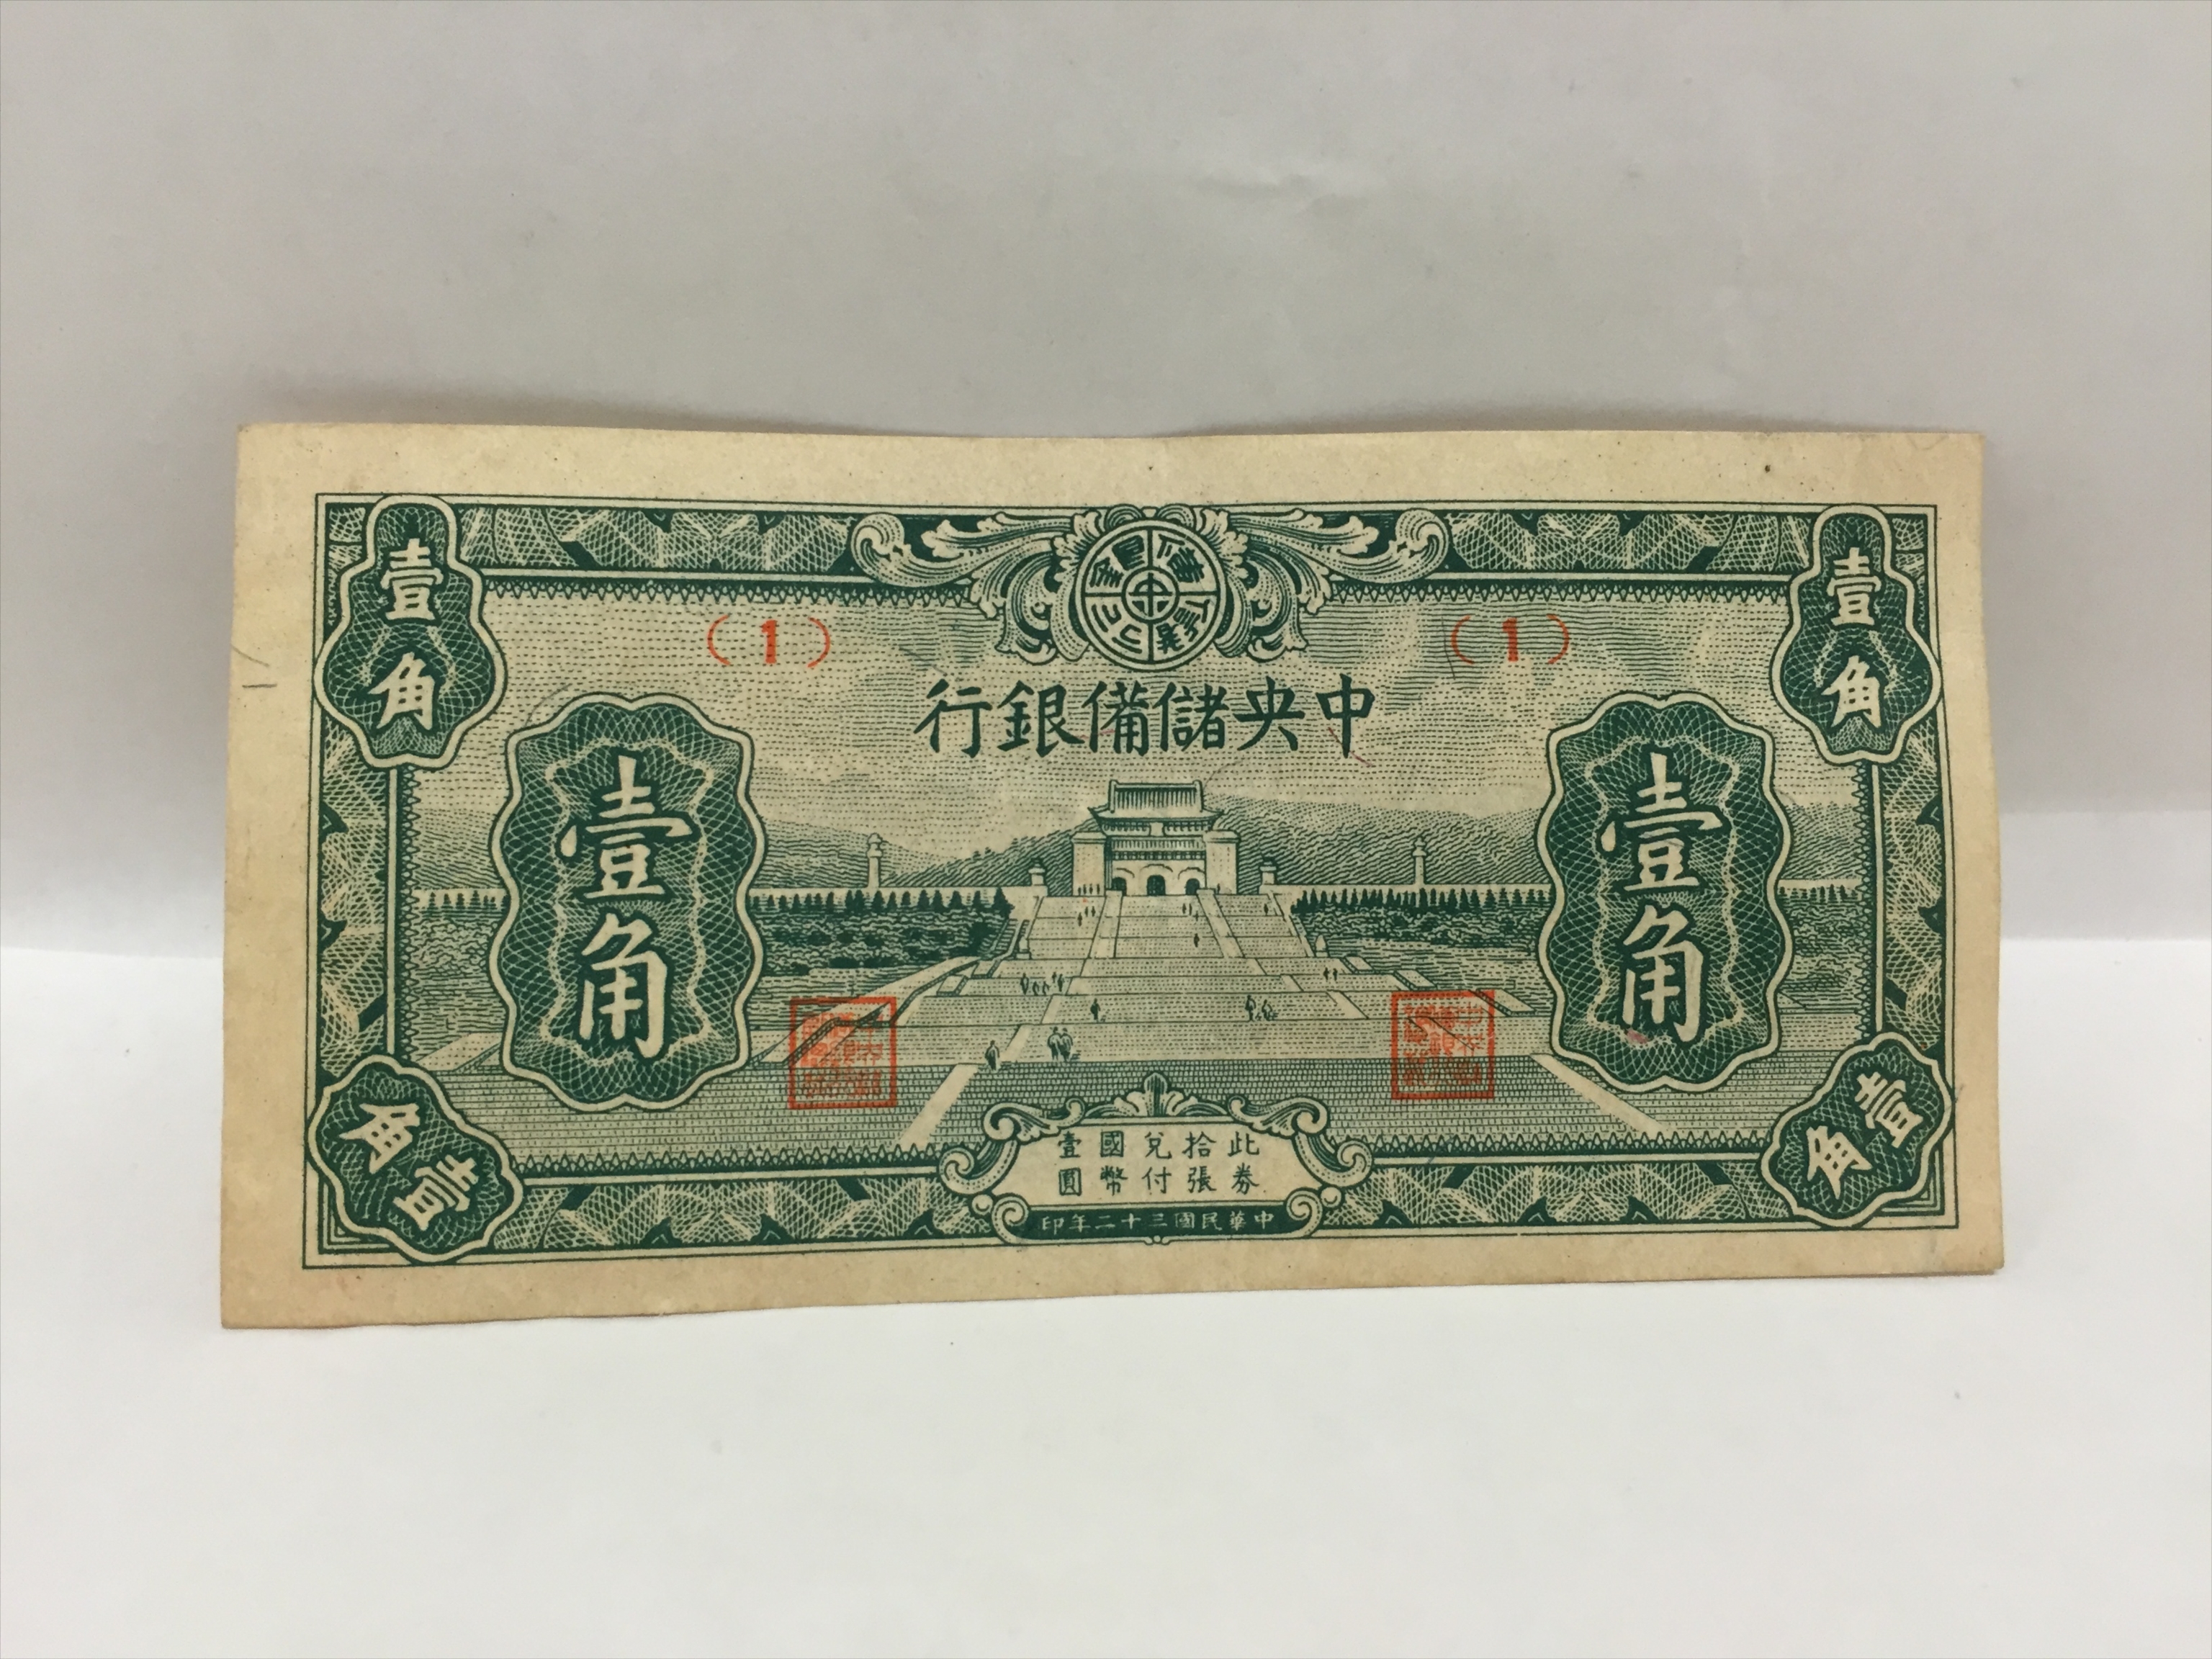 壹角
壹角
（1）
（1）
中央儲備銀行
壹角
壹角
此券拾張兌付國幣壹圓
中華民國三十二年印
壹角
壹角